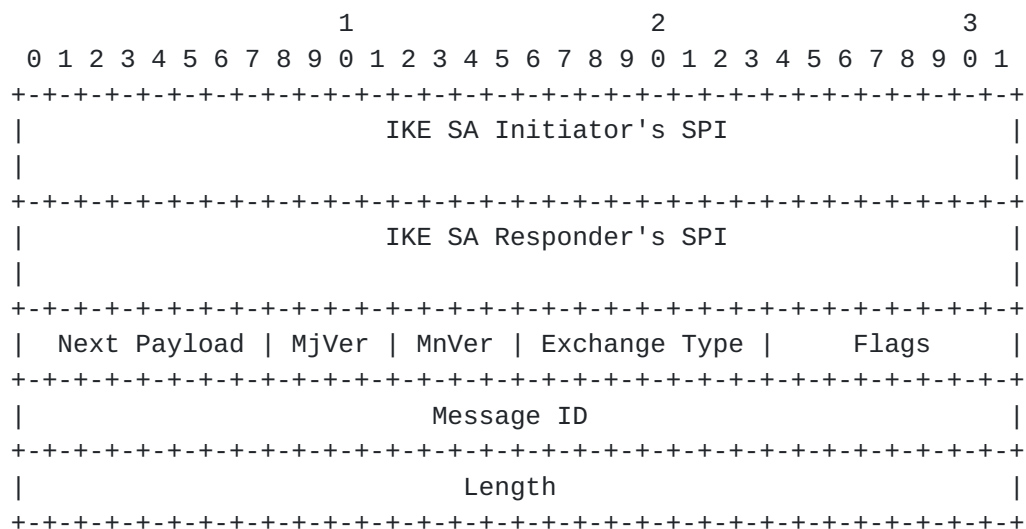 1                   2                   3
 0 1 2 3 4 5 6 7 8 9 0 1 2 3 4 5 6 7 8 9 0 1 2 3 4 5 6 7 8 9 0 1
+-+-+-+-+-+-+-+-+-+-+-+-+-+-+-+-+-+-+-+-+-+-+-+-+-+-+-+-+-+-+-+-+
|                       IKE SA Initiator's SPI                  |
|                                                               |
+-+-+-+-+-+-+-+-+-+-+-+-+-+-+-+-+-+-+-+-+-+-+-+-+-+-+-+-+-+-+-+-+
|                       IKE SA Responder's SPI                  |
|                                                               |
+-+-+-+-+-+-+-+-+-+-+-+-+-+-+-+-+-+-+-+-+-+-+-+-+-+-+-+-+-+-+-+-+
|  Next Payload | MjVer | MnVer | Exchange Type |     Flags     |
+-+-+-+-+-+-+-+-+-+-+-+-+-+-+-+-+-+-+-+-+-+-+-+-+-+-+-+-+-+-+-+-+
|                          Message ID                           |
+-+-+-+-+-+-+-+-+-+-+-+-+-+-+-+-+-+-+-+-+-+-+-+-+-+-+-+-+-+-+-+-+
|                            Length                             |
+-+-+-+-+-+-+-+-+-+-+-+-+-+-+-+-+-+-+-+-+-+-+-+-+-+-+-+-+-+-+-+-+